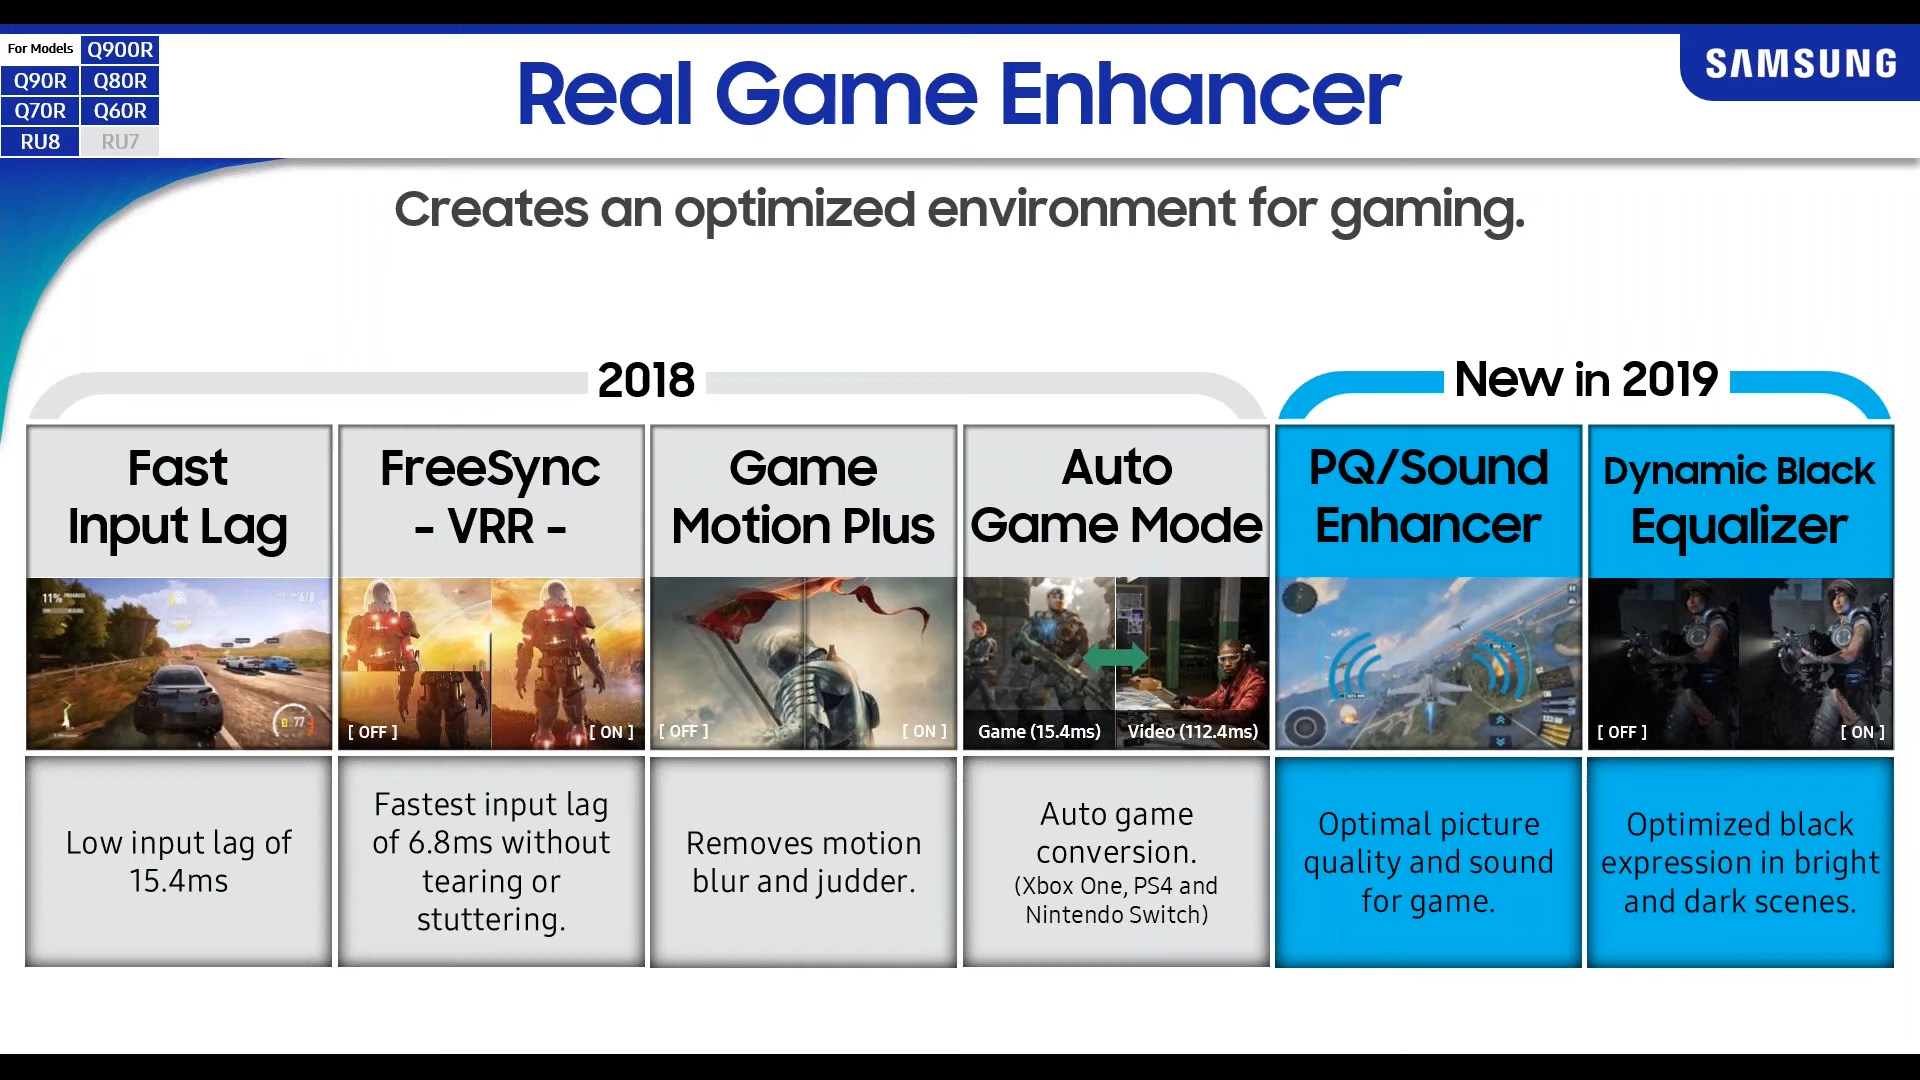 For Models Q900R
Q90R Q80R
Q70R Q60R
RU8 RU7
Real Game Enhancer
SAMSUNG
Creates an optimized environment for gaming.
2018
New in 2019
Fast
Input Lag
11% PROGRESS
6/8
77
Low input lag of
15.4ms
FreeSync
- VRR -
[ OFF ] [ ON ]
Fastest input lag
of 6.8ms without
tearing or
stuttering.
Game
Motion Plus
[ OFF ] [ ON ]
Removes motion
blur and judder.
Auto
Game Mode
Game (15.4ms) Video (112.4ms)
Auto game
conversion.
(Xbox One, PS4 and
Nintendo Switch)
PQ/Sound
Enhancer
Optimal picture
quality and sound
for game.
Dynamic Black
Equalizer
[ OFF ] [ ON ]
Optimized black
expression in bright
and dark scenes.